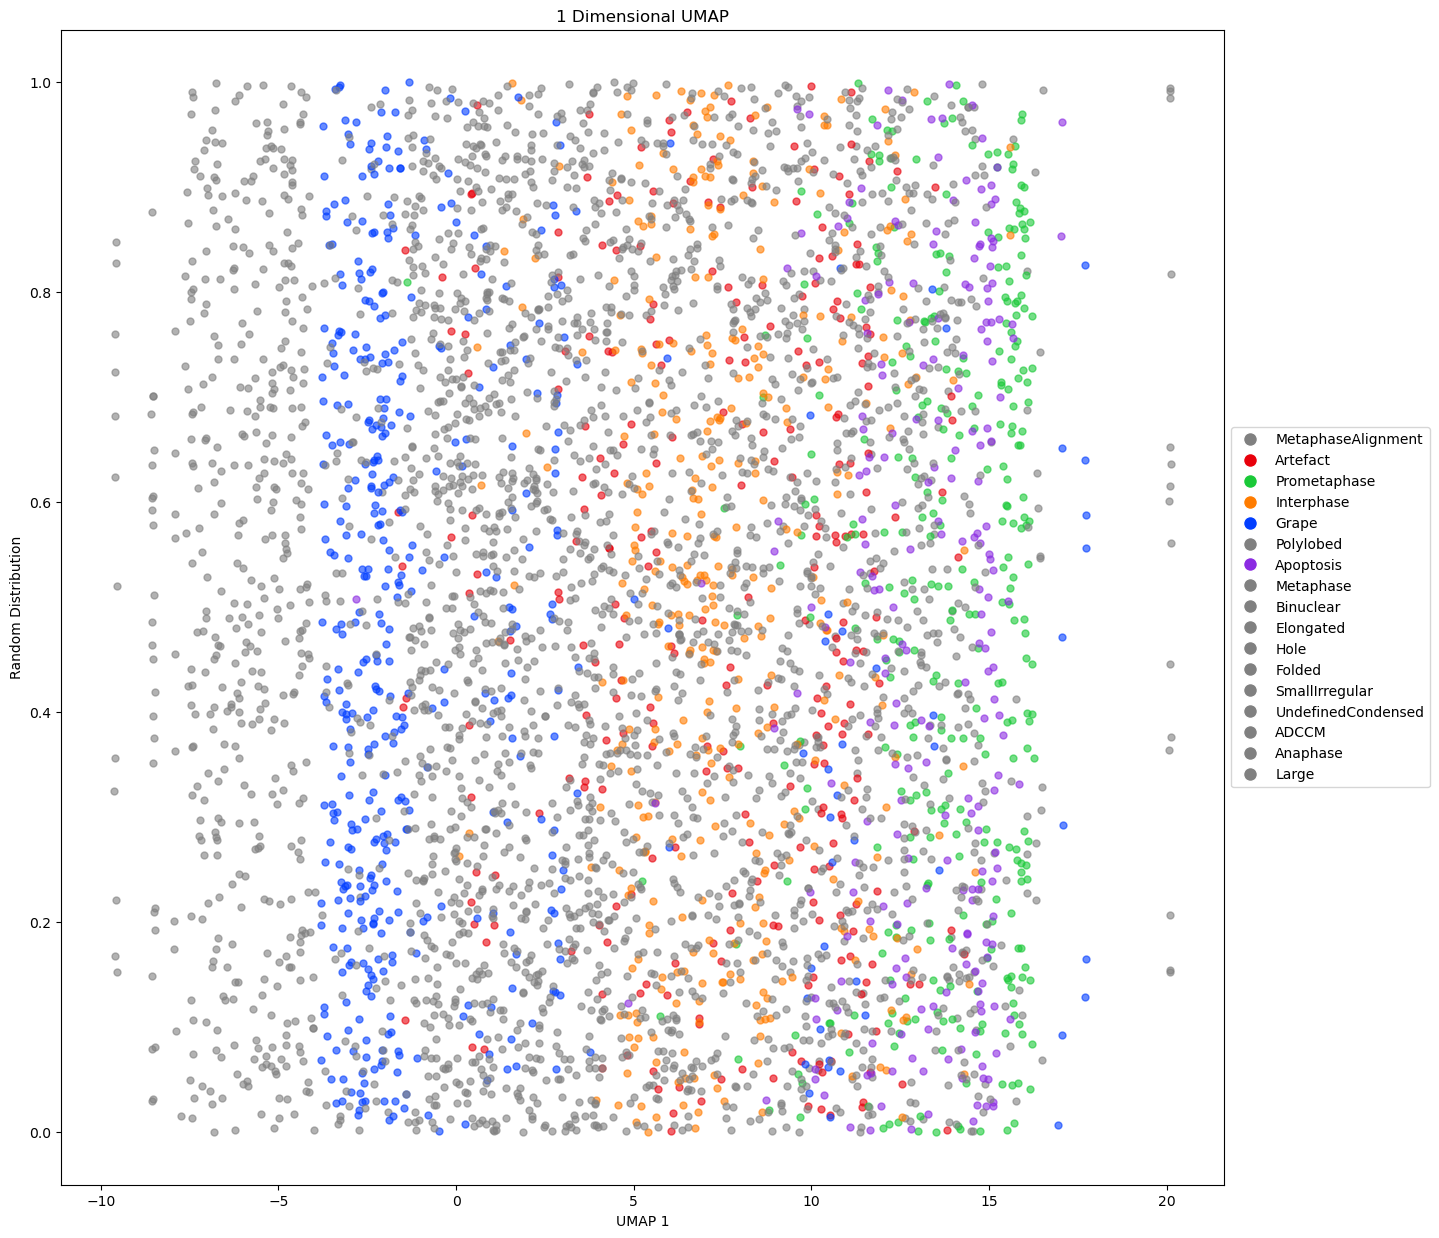 1 Dimensional UMAP
1.0
0.8
0.6
0.4
0.2
0.0
Random Distribution
−10
−5
0
5
10
15
20
UMAP 1
MetaphaseAlignment
Artefact
Prometaphase
Interphase
Grape
Polylobed
Apoptosis
Metaphase
Binuclear
Elongated
Hole
Folded
SmallIrregular
UndefinedCondensed
ADCCM
Anaphase
Large